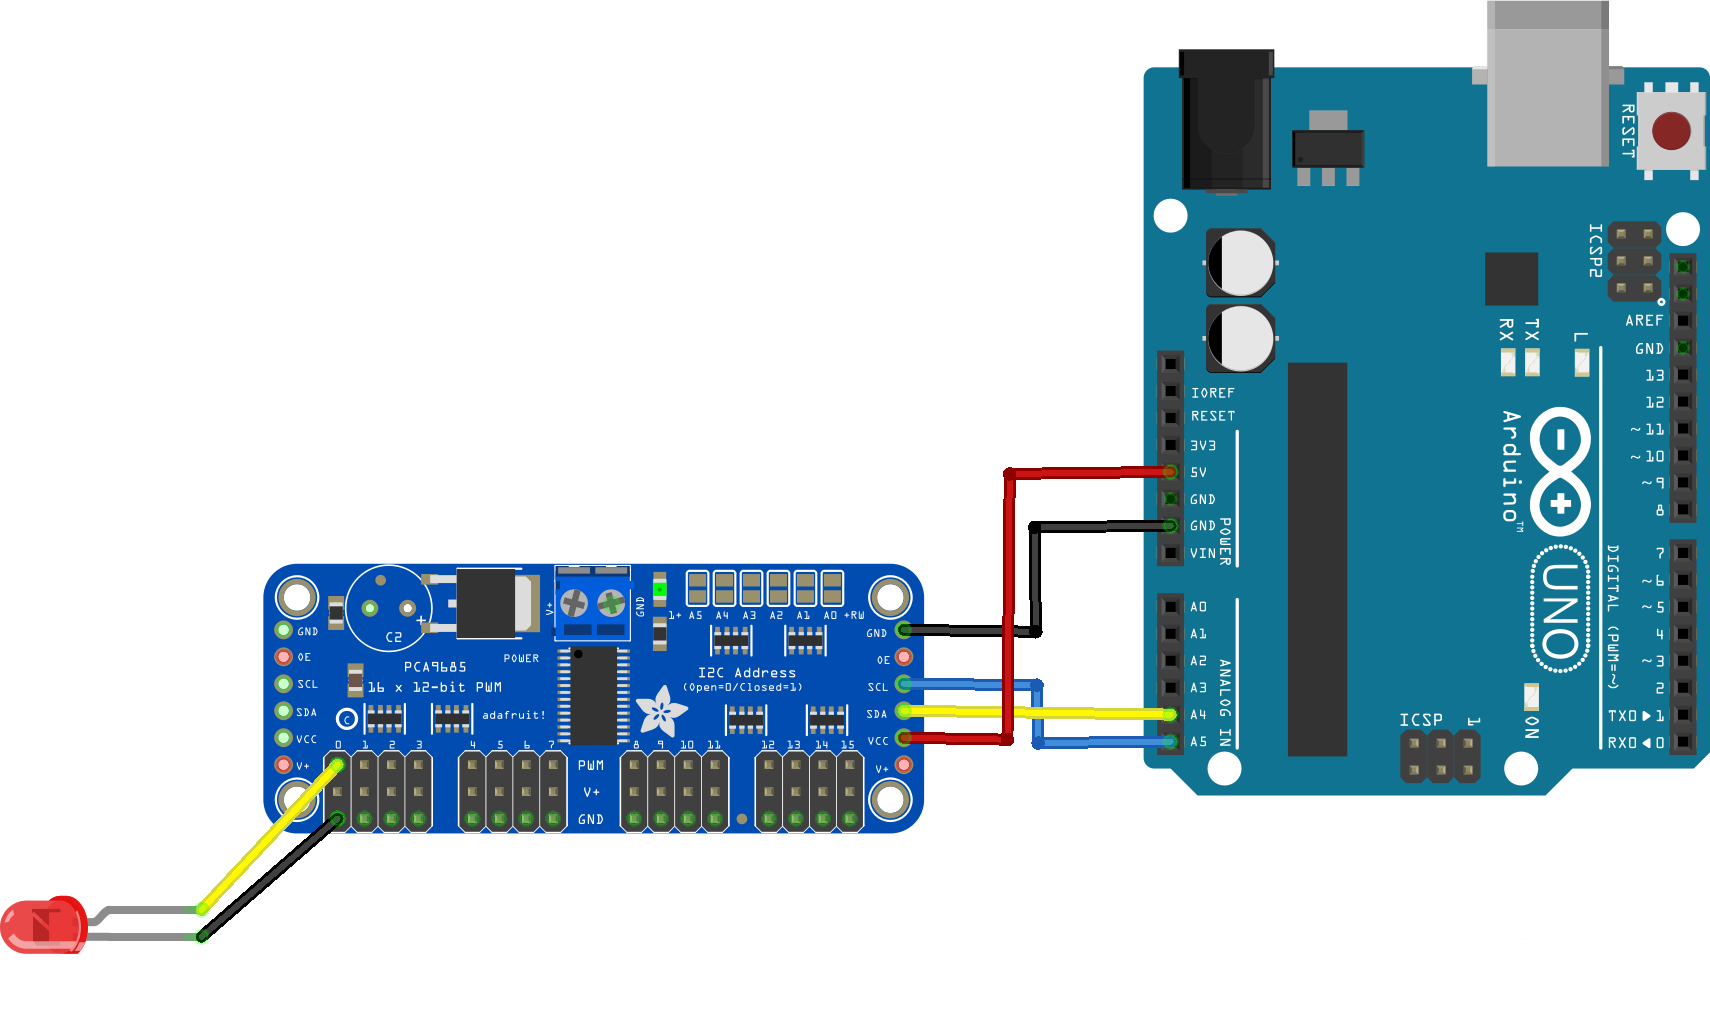 RESET
ICSP2
AREF
GND
13
12
~11
~10
~9
8
7
~6
~5
4
~3
2
TX0▶1
RX0◀0
RX
TX
L
Arduino™
UNO
DIGITAL (PWM=~)
ICSP
1
ON
IOREF
RESET
3V3
5V
GND
GND
VIN
POWER
A0
A1
A2
A3
A4
A5
ANALOG IN
GND
OE
SCL
SDA
VCC
V+
C2
+
PCA9685
16 x 12-bit PWM
POWER
adafruit!
V+
GND
1+ A5 A4 A3 A2 A1 A0 +RW
I2C Address
(Open=0/Closed=1)
GND
OE
SCL
SDA
VCC
V+
0 1 2 3 4 5 6 7 8 9 10 11 12 13 14 15
PWM
V+
GND
C